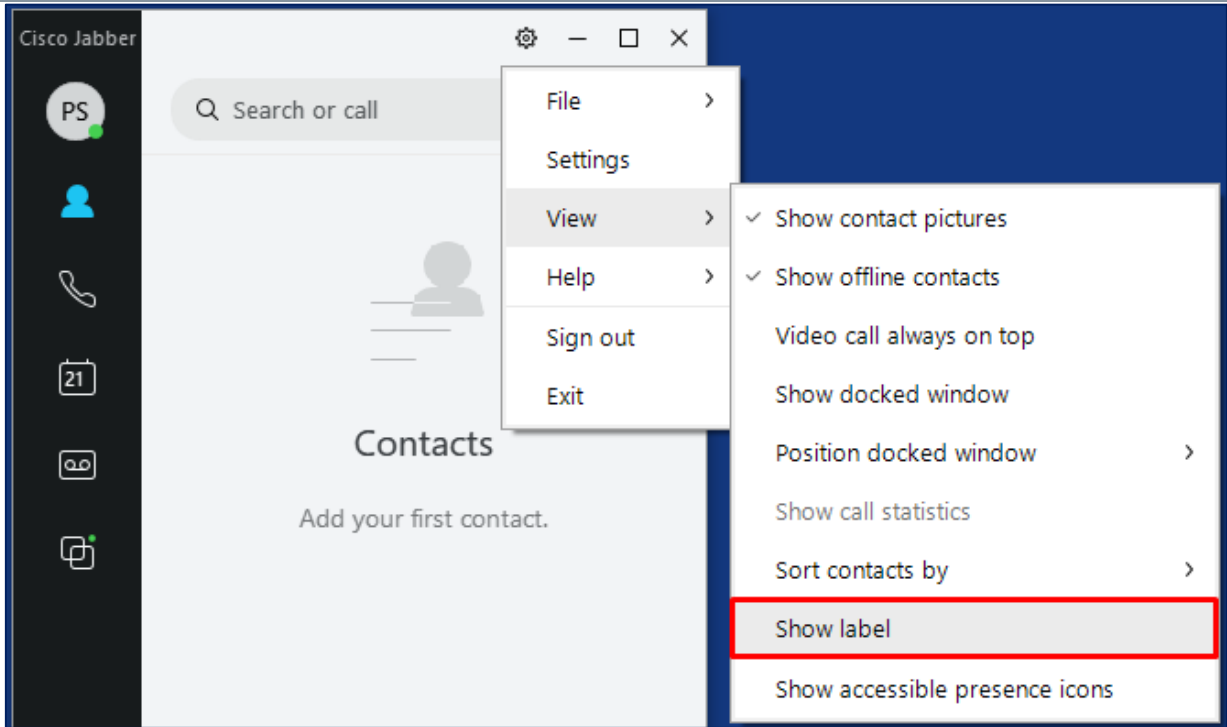 Cisco Jabber
PS
Search or call
21
Contacts
Add your first contact.
File
Settings
View
Help
Sign out
Exit
Show contact pictures
Show offline contacts
Video call always on top
Show docked window
Position docked window
Show call statistics
Sort contacts by
Show label
Show accessible presence icons